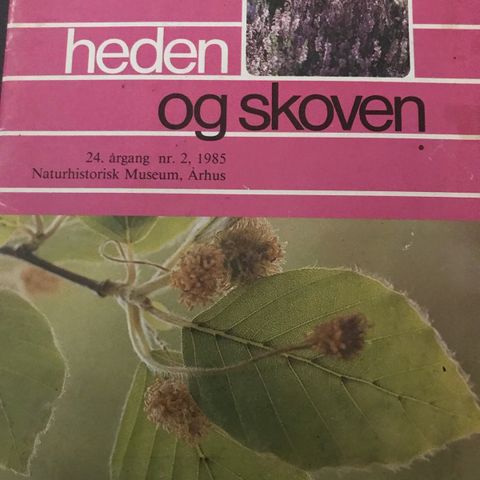 heden
og skoven
24. årgang nr. 2, 1985
Naturhistorisk Museum, Århus